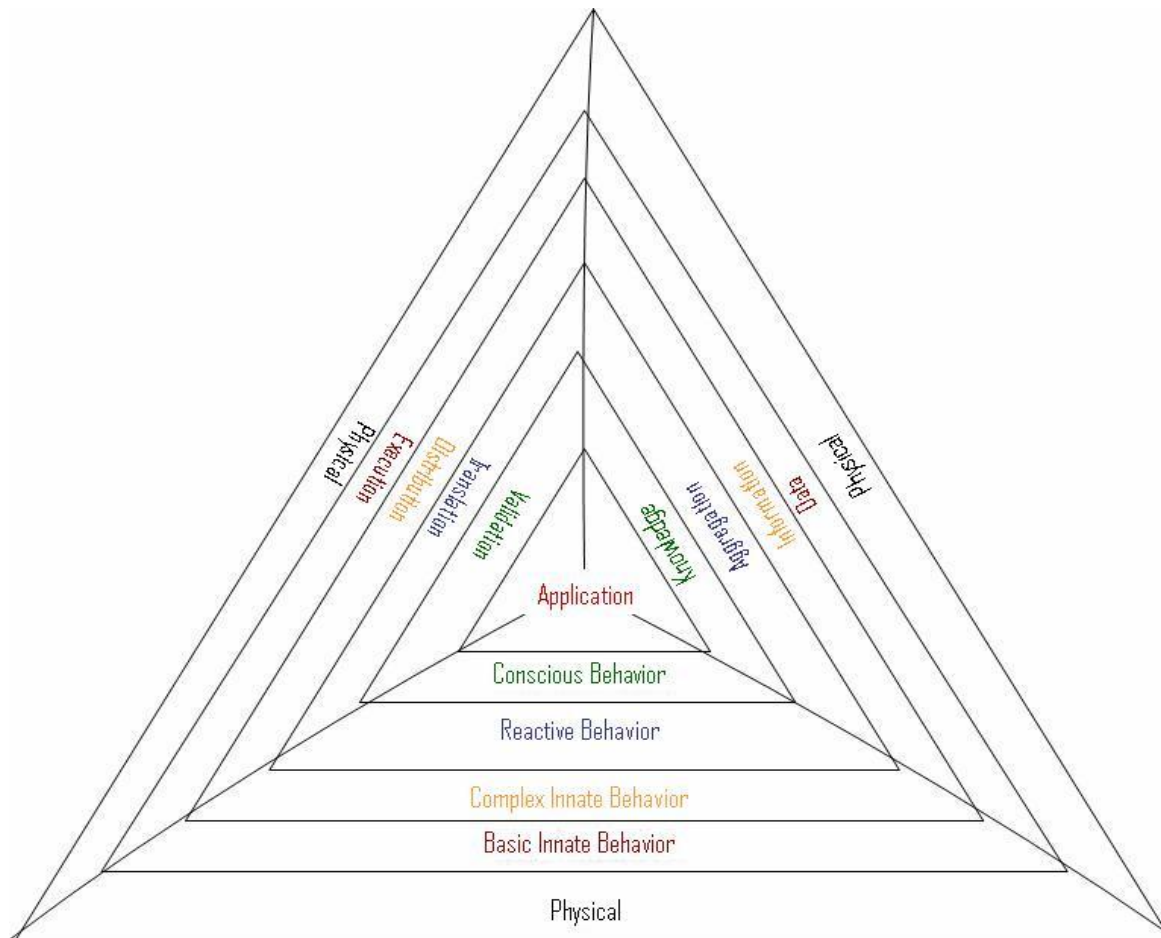 Physical
Execution
Distribution
Translation
Validation
Knowledge
Aggregation
Information
Data
Physical
Application
Conscious Behavior
Reactive Behavior
Complex Innate Behavior
Basic Innate Behavior
Physical